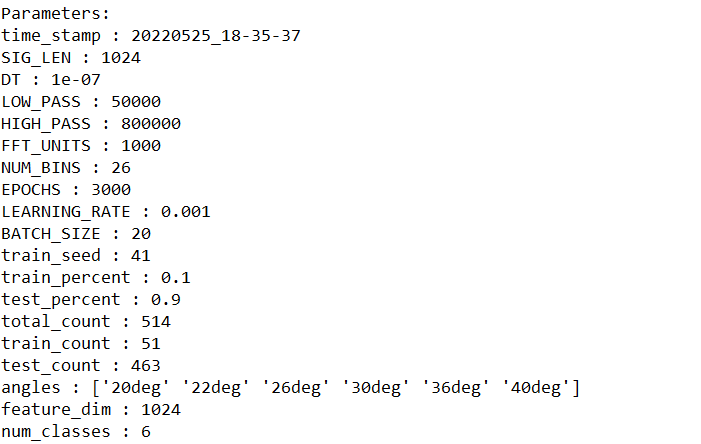 Parameters:
time_stamp : 20220525_18-35-37
SIG_LEN : 1024
DT : 1e-07
LOW_PASS : 50000
HIGH_PASS : 800000
FFT_UNITS : 1000
NUM_BINS : 26
EPOCHS : 3000
LEARNING_RATE : 0.001
BATCH_SIZE : 20
train_seed : 41
train_percent : 0.1
test_percent : 0.9
total_count : 514
train_count : 51
test_count : 463
angles : ['20deg' '22deg' '26deg' '30deg' '36deg' '40deg']
feature_dim : 1024
num_classes : 6